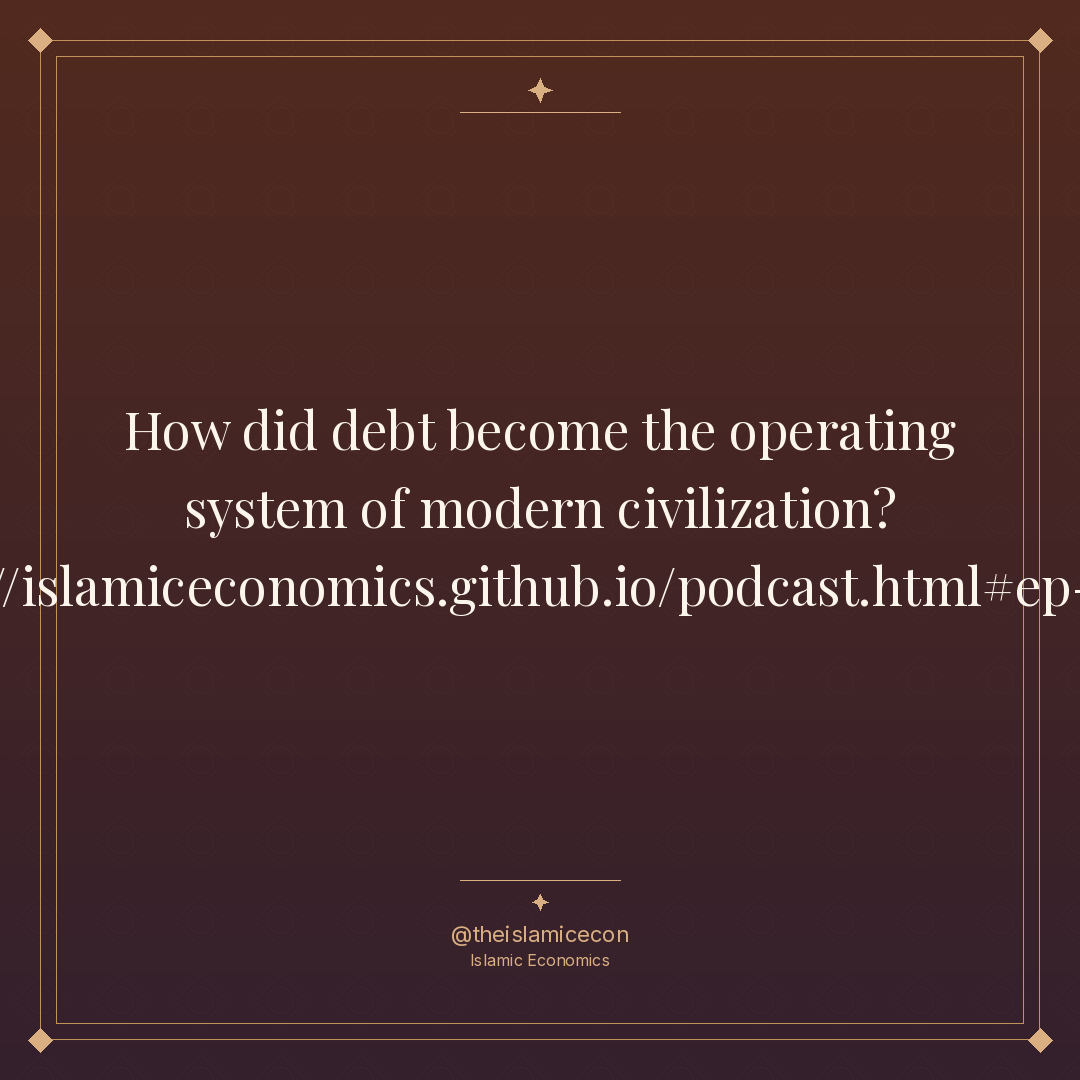 How did debt become the operating
system of modern civilization?
//islamiceconomics.github.io/podcast.html#ep-
@theislamicecon
Islamic Economics